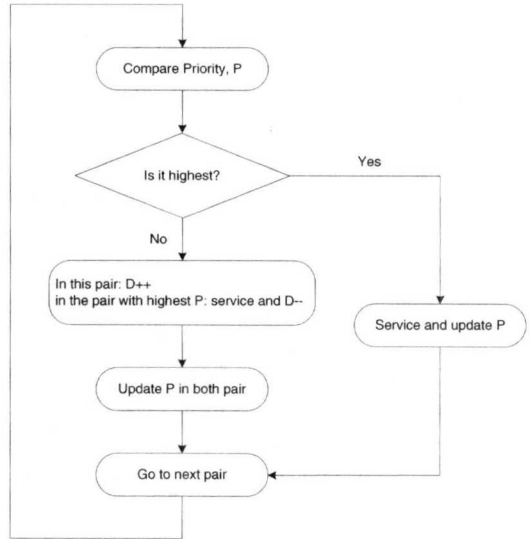 Compare Priority, P
Is it highest?
Yes
No
In this pair: D++
in the pair with highest P: service and D--
Service and update P
Update P in both pair
Go to next pair